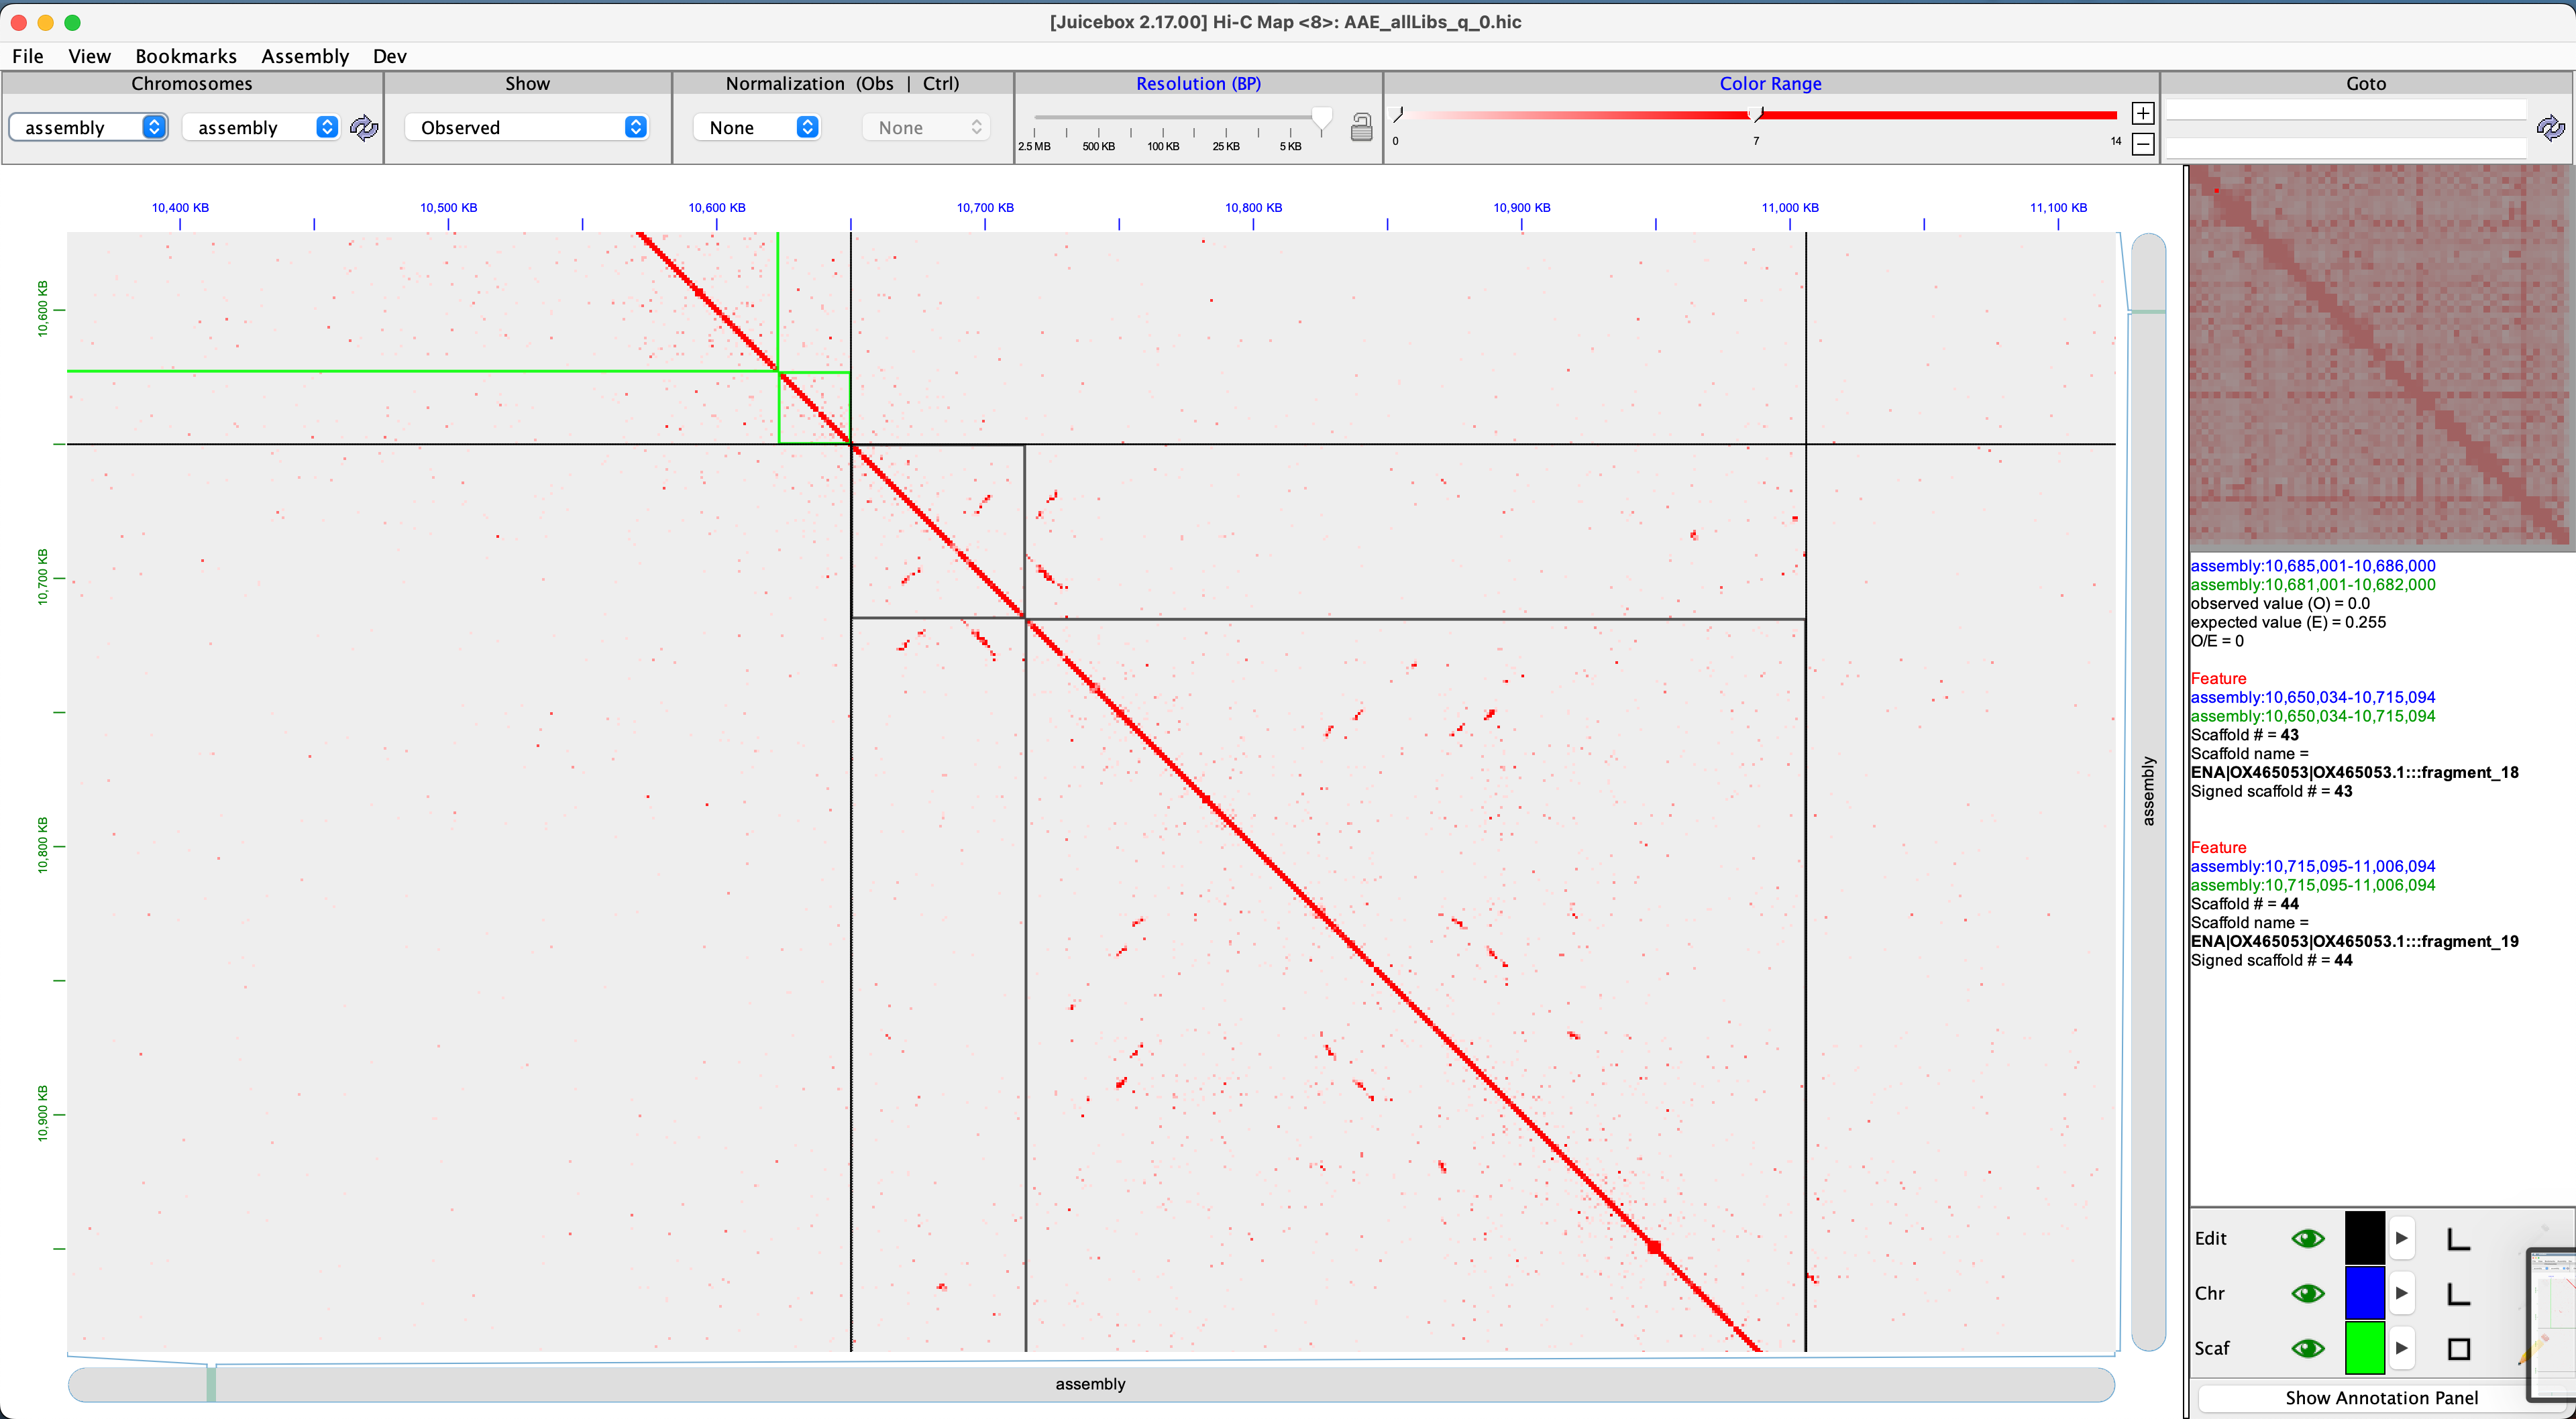 [Juicebox 2.17.00] Hi-C Map <8>: AAE_allLibs_q_0.hic
File View Bookmarks Assembly Dev
Chromosomes Show Normalization (Obs | Ctrl) Resolution (BP) Color Range Goto
assembly assembly Observed None None
2.5 MB 500 KB 100 KB 25 KB 5 KB
0 7 14
10,400 KB 10,500 KB 10,600 KB 10,700 KB 10,800 KB 10,900 KB 11,000 KB 11,100 KB
10,600 KB
10,700 KB
10,800 KB
10,900 KB
assembly
assembly
assembly:10,685,001-10,686,000
assembly:10,681,001-10,682,000
observed value (O) = 0.0
expected value (E) = 0.255
O/E = 0
Feature
assembly:10,650,034-10,715,094
assembly:10,650,034-10,715,094
Scaffold # = 43
Scaffold name =
ENA|OX465053|OX465053.1:::fragment_18
Signed scaffold # = 43
Feature
assembly:10,715,095-11,006,094
assembly:10,715,095-11,006,094
Scaffold # = 44
Scaffold name =
ENA|OX465053|OX465053.1:::fragment_19
Signed scaffold # = 44
Edit
Chr
Scaf
Show Annotation Panel